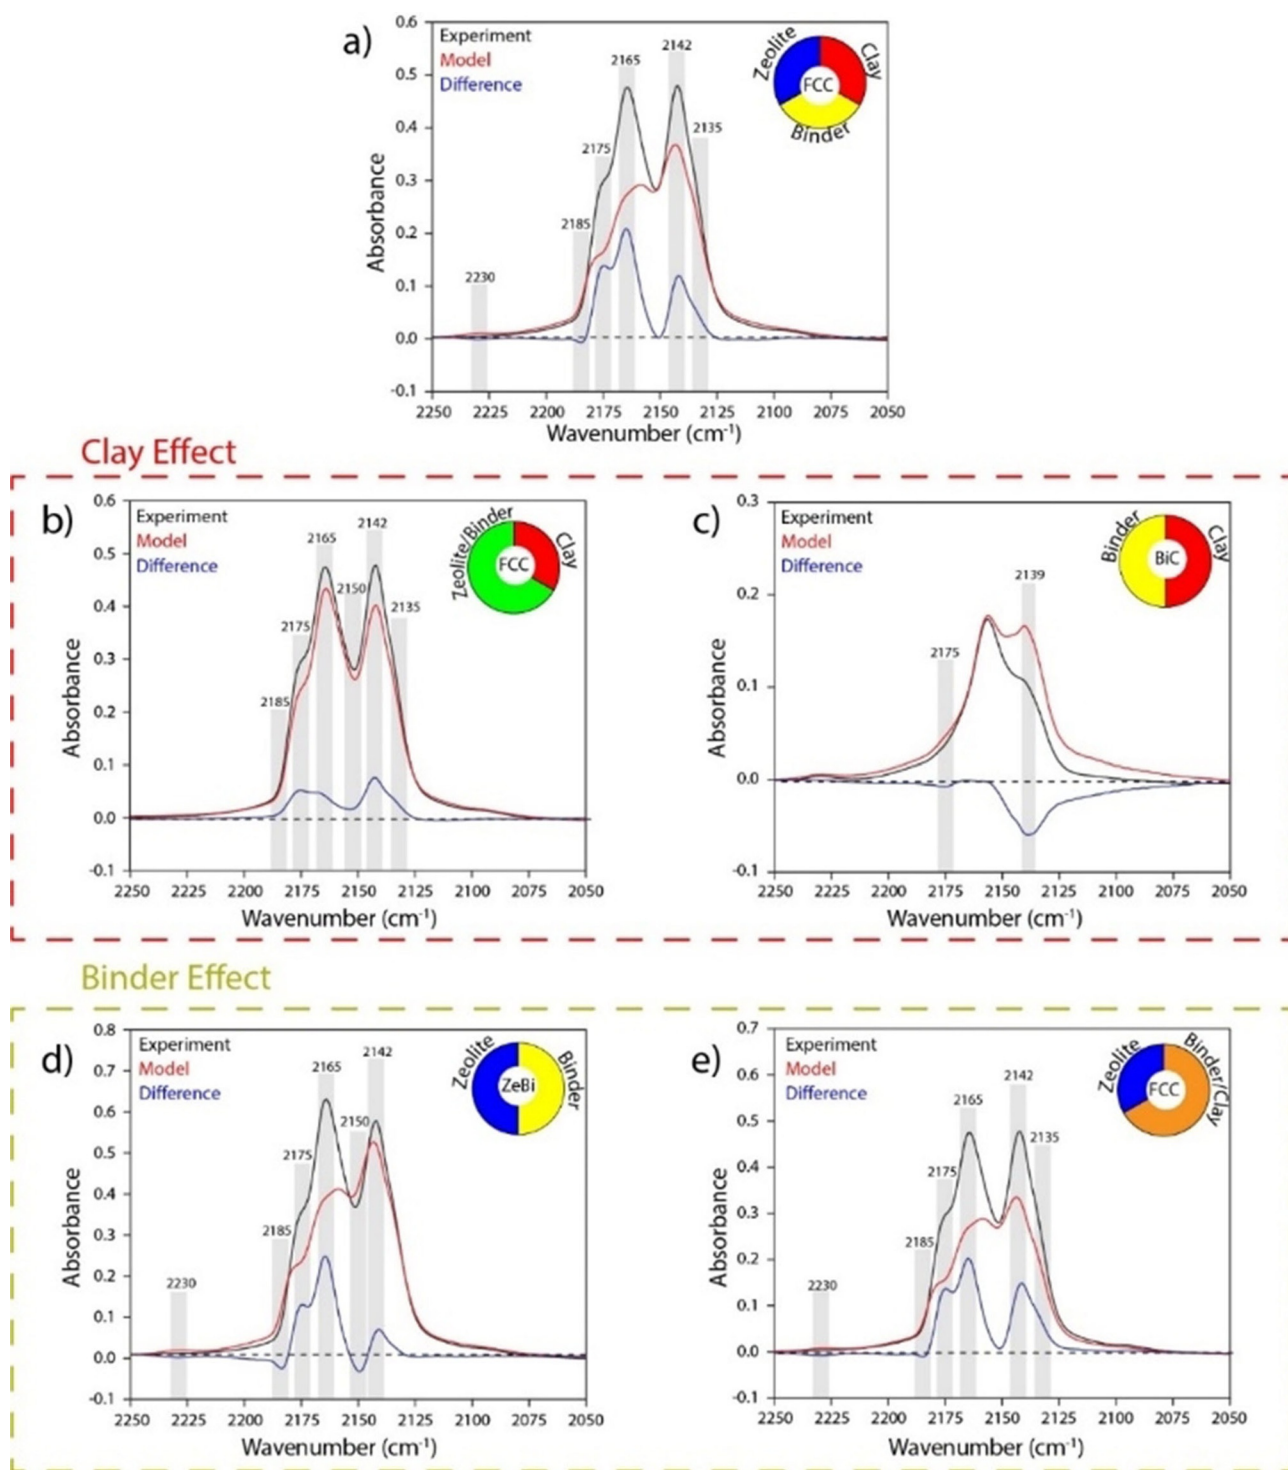 a)
Experiment
Model
Difference
2230
2185
2175
2165
2142
2135
Zeolite
Clay
FCC
Binder
Absorbance
0.6
0.5
0.4
0.3
0.2
0.1
0.0
-0.1
2250 2225 2200 2175 2150 2125 2100 2075 2050
Wavenumber (cm-1)
Clay Effect
b)
Experiment
Model
Difference
2185
2175
2165
2150
2142
2135
Zeolite/Binder
Clay
FCC
Absorbance
0.6
0.5
0.4
0.3
0.2
0.1
0.0
-0.1
2250 2225 2200 2175 2150 2125 2100 2075 2050
Wavenumber (cm-1)
c)
Experiment
Model
Difference
2175
2139
Binder
Clay
BiC
Absorbance
0.3
0.2
0.1
0.0
-0.1
2250 2225 2200 2175 2150 2125 2100 2075 2050
Wavenumber (cm-1)
Binder Effect
d)
Experiment
Model
Difference
2230
2185
2175
2165
2150
2142
Zeolite
Binder
ZeBi
Absorbance
0.8
0.7
0.6
0.5
0.4
0.3
0.2
0.1
0.0
-0.1
2250 2225 2200 2175 2150 2125 2100 2075 2050
Wavenumber (cm-1)
e)
Experiment
Model
Difference
2230
2185
2175
2165
2142
2135
Zeolite
Binder/Clay
FCC
Absorbance
0.7
0.6
0.5
0.4
0.3
0.2
0.1
0.0
-0.1
2250 2225 2200 2175 2150 2125 2100 2075 2050
Wavenumber (cm-1)